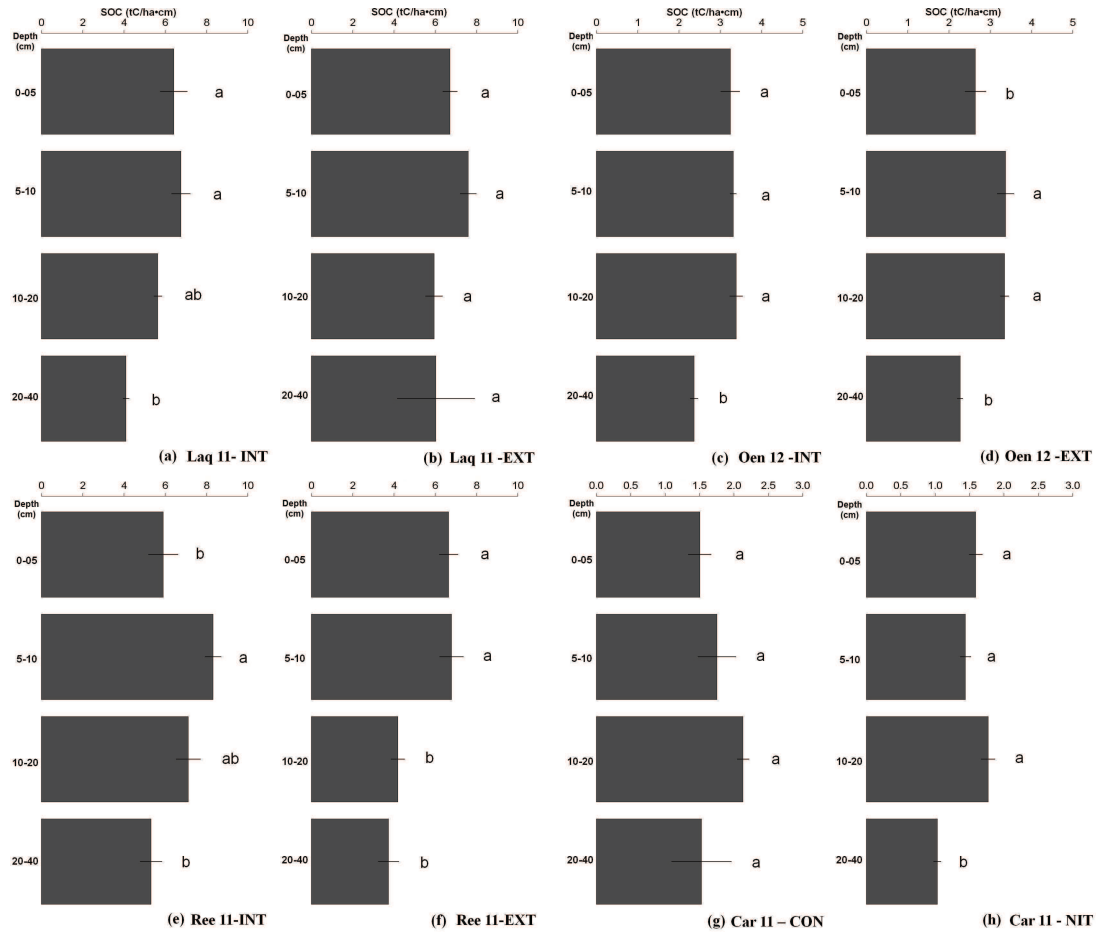 SOC (tC/ha•cm)
0 2 4 6 8 10
Depth
(cm)
0-05 a
5-10 a
10-20 ab
20-40 b
(a) Laq 11- INT
SOC (tC/ha•cm)
0 2 4 6 8 10
Depth
(cm)
0-05 a
5-10 a
10-20 a
20-40 a
(b) Laq 11 -EXT
SOC (tC/ha•cm)
0 1 2 3 4 5
Depth
(cm)
0-05 a
5-10 a
10-20 a
20-40 b
(c) Oen 12 -INT
SOC (tC/ha•cm)
0 1 2 3 4 5
Depth
(cm)
0-05 b
5-10 a
10-20 a
20-40 b
(d) Oen 12 -EXT
0 2 4 6 8 10
Depth
(cm)
0-05 b
5-10 a
10-20 ab
20-40 b
(e) Ree 11-INT
0 2 4 6 8 10
Depth
(cm)
0-05 a
5-10 a
10-20 b
20-40 b
(f) Ree 11-EXT
0.0 0.5 1.0 1.5 2.0 2.5 3.0
Depth
(cm)
0-05 a
5-10 a
10-20 a
20-40 a
(g) Car 11 – CON
0.0 0.5 1.0 1.5 2.0 2.5 3.0
Depth
(cm)
0-05 a
5-10 a
10-20 a
20-40 b
(h) Car 11 - NIT